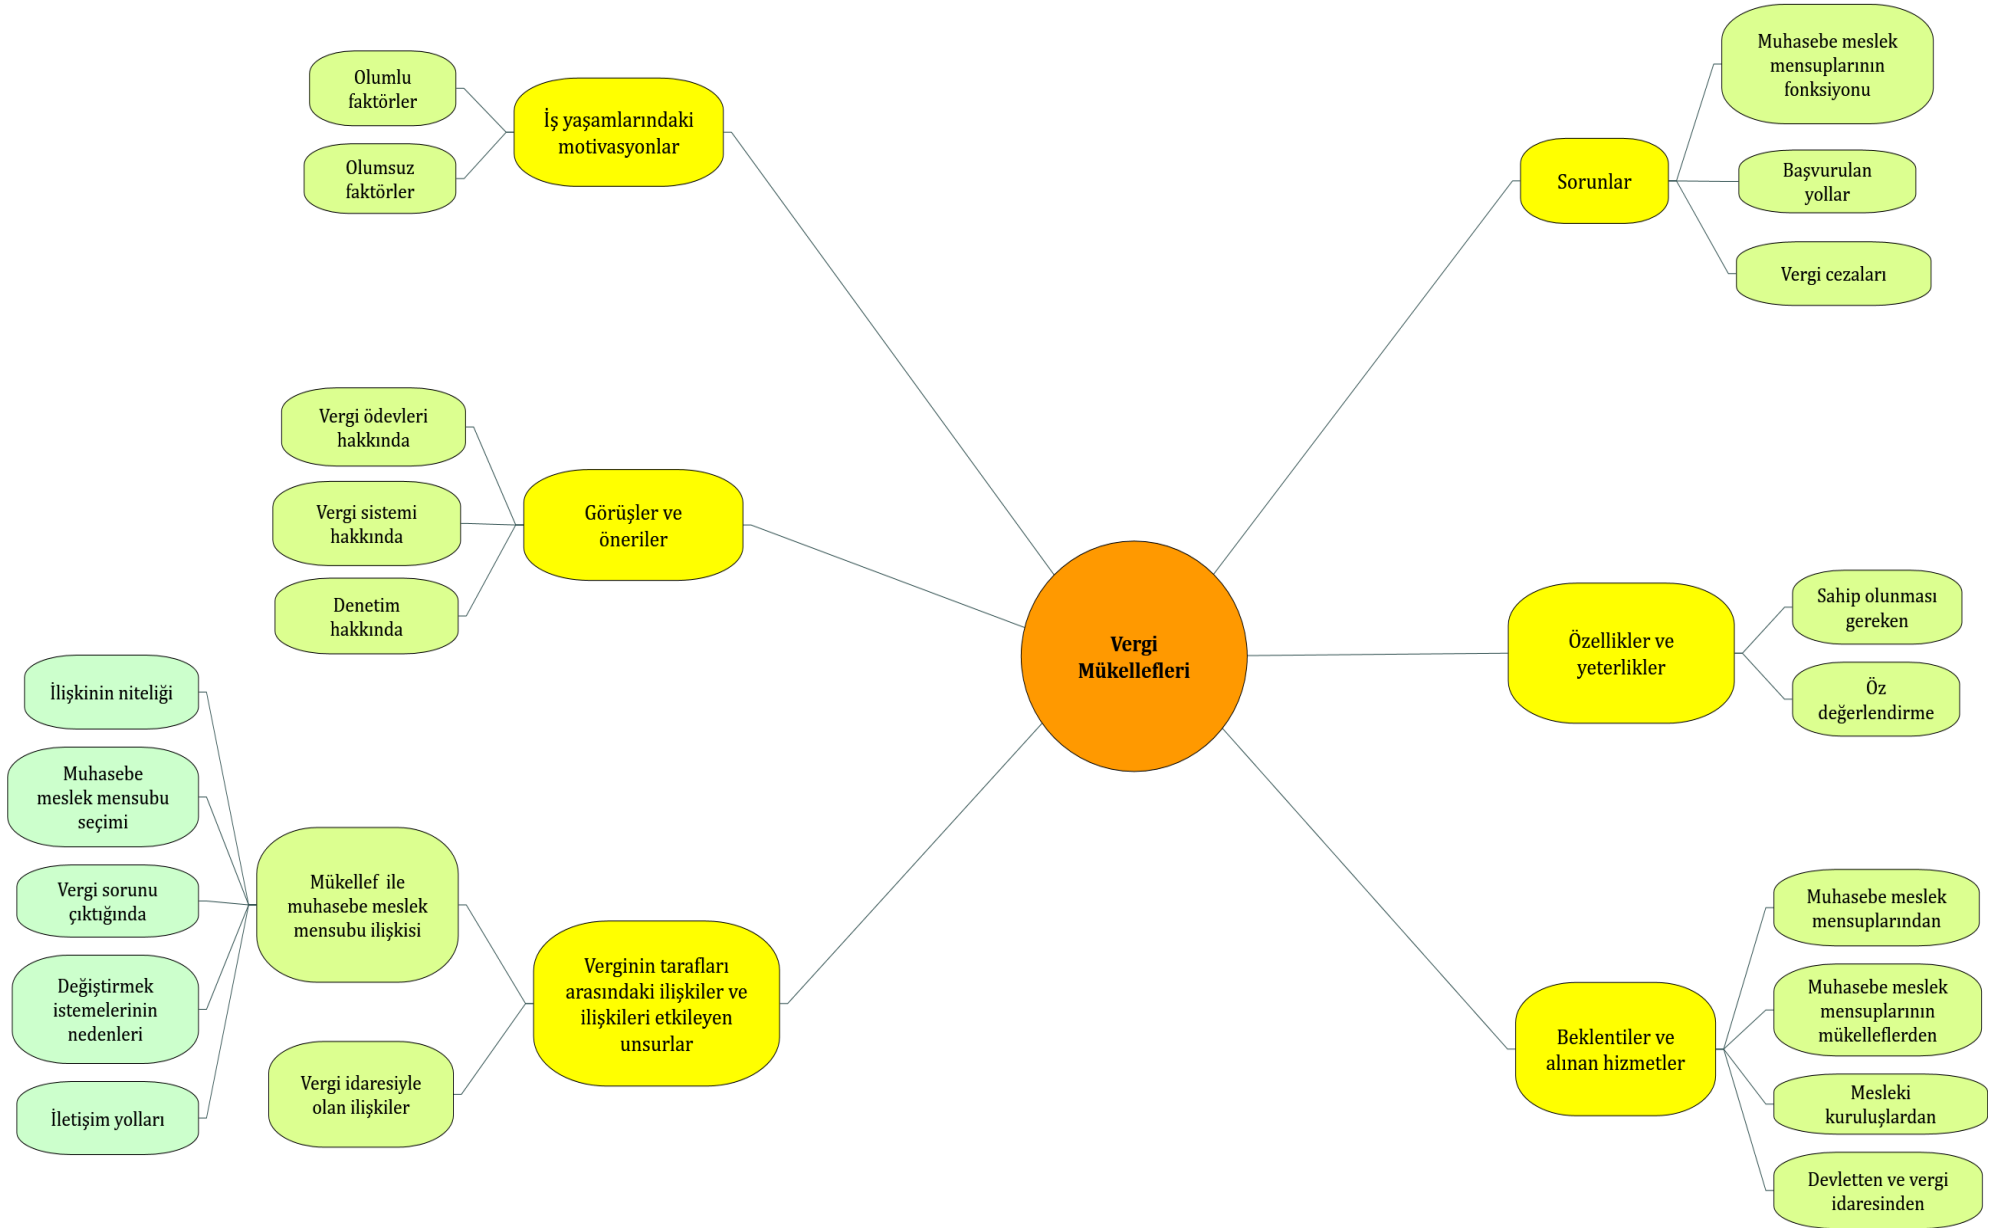 Olumlu
faktörler
Olumsuz
faktörler
İş yaşamlarındaki
motivasyonlar
Vergi ödevleri
hakkında
Vergi sistemi
hakkında
Denetim
hakkında
Görüşler ve
öneriler
İlişkinin niteliği
Muhasebe
meslek mensubu
seçimi
Vergi sorunu
çıktığında
Değiştirmek
istemelerinin
nedenleri
İletişim yolları
Mükellef ile
muhasebe meslek
mensubu ilişkisi
Vergi idaresiyle
olan ilişkiler
Verginin tarafları
arasındaki ilişkiler ve
ilişkileri etkileyen
unsurlar
Vergi
Mükellefleri
Sorunlar
Muhasebe meslek
mensuplarının
fonksiyonu
Başvurulan
yollar
Vergi cezaları
Özellikler ve
yeterlikler
Sahip olunması
gereken
Öz
değerlendirme
Beklentiler ve
alınan hizmetler
Muhasebe meslek
mensuplarından
Muhasebe meslek
mensuplarının
mükelleflerden
Mesleki
kuruluşlardan
Devletten ve vergi
idaresinden